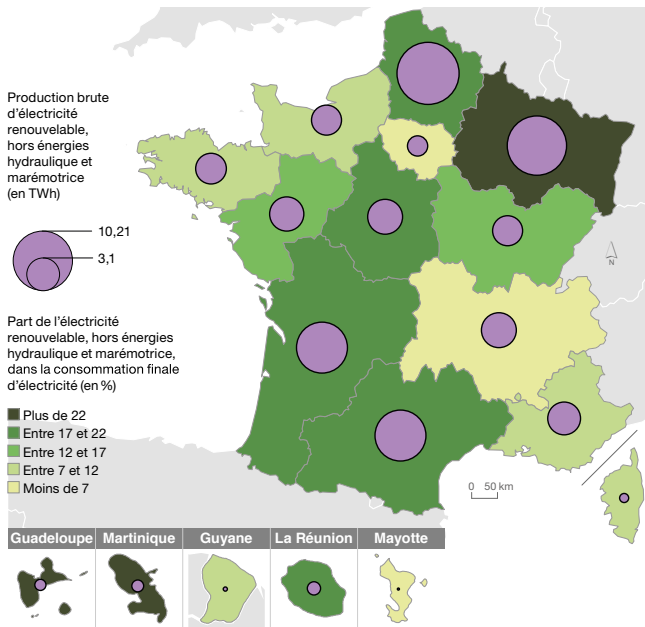 Production brute
d'électricité
renouvelable,
hors énergies
hydraulique et
marémotrice
(en TWh)
10,21
3,1
Part de l'électricité
renouvelable, hors énergies
hydraulique et marémotrice,
dans la consommation finale
d'électricité (en %)
Plus de 22
Entre 17 et 22
Entre 12 et 17
Entre 7 et 12
Moins de 7
N
0 50 km
Guadeloupe Martinique Guyane La Réunion Mayotte